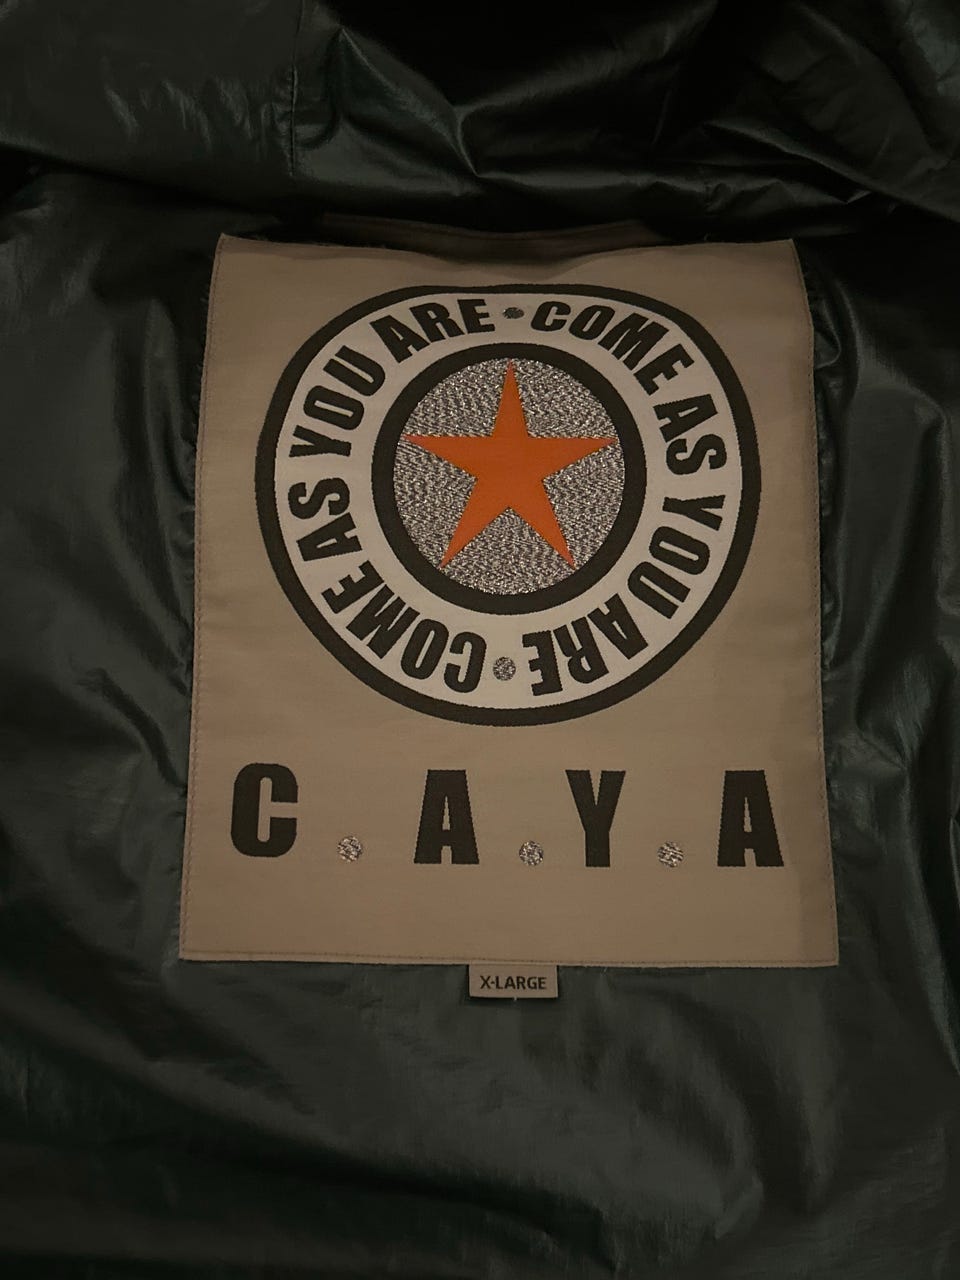 COME AS YOU ARE • COME AS YOU ARE •
C.A.Y.A
X-LARGE